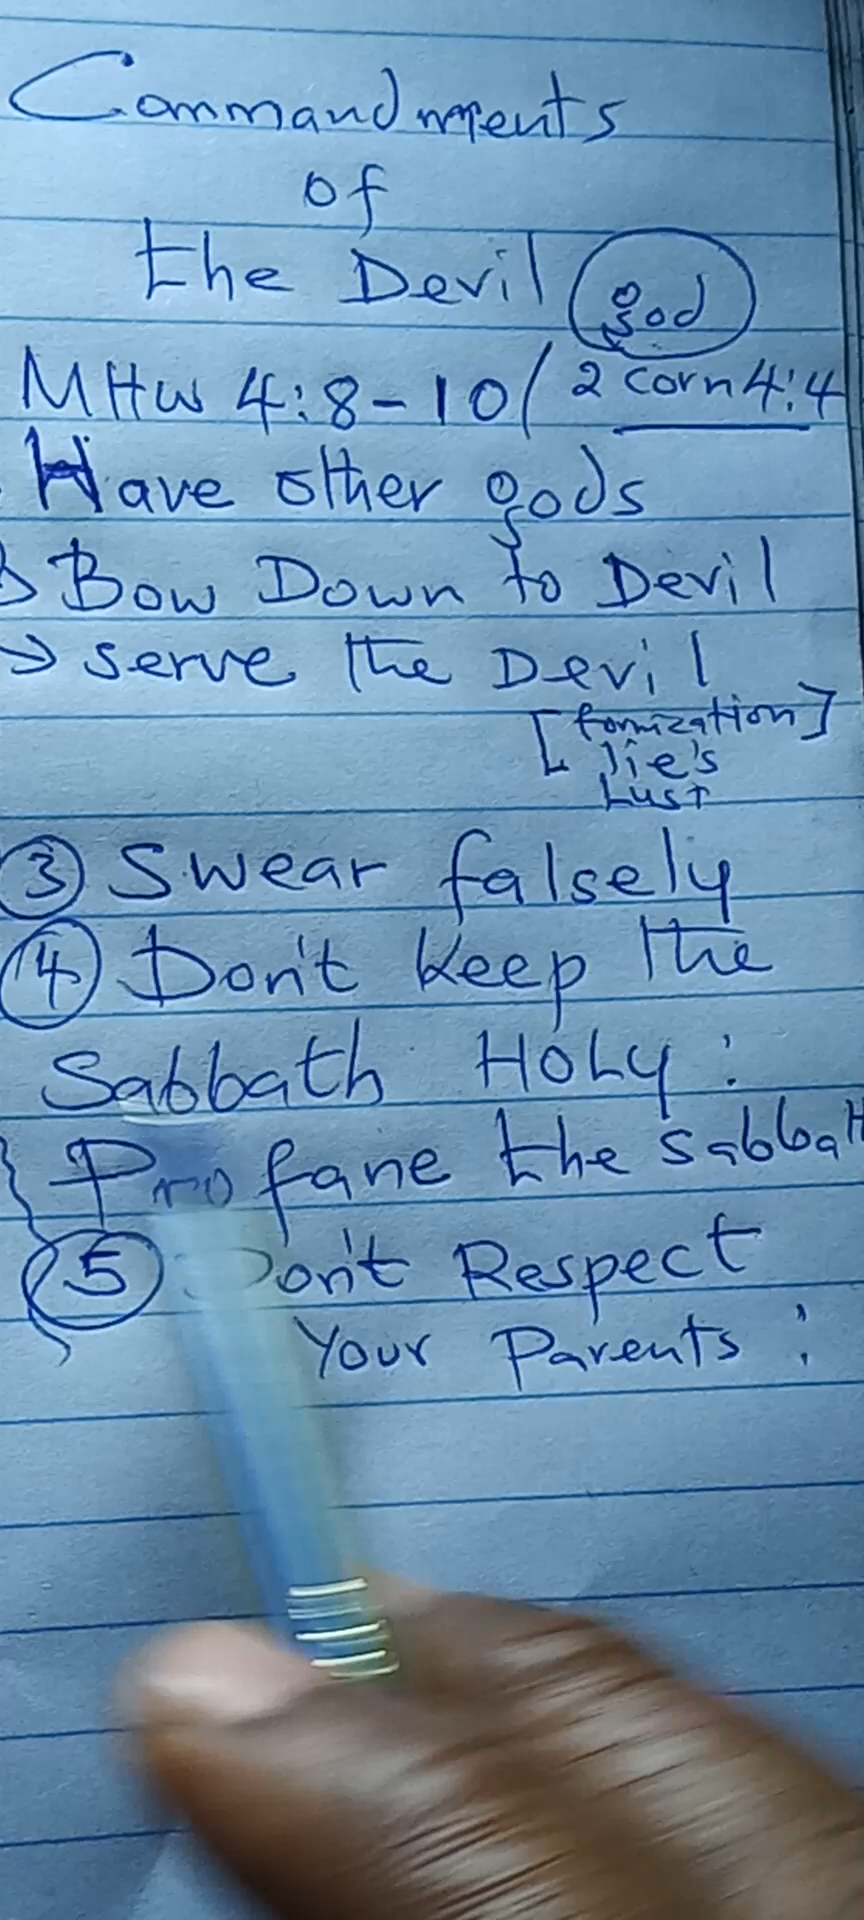 Commandments
of
the Devil god
MHW 4:8-10 ( 2 Corn 4:4
Have other gods
Bow Down to Devil
→ serve the Devil
[fornization]
[ lie's
Lust
③ Swear falsely
④ Don't Keep the
Sabbath HOLY :
Profane the Sabbath
⑤ Don't Respect
Your Parents :